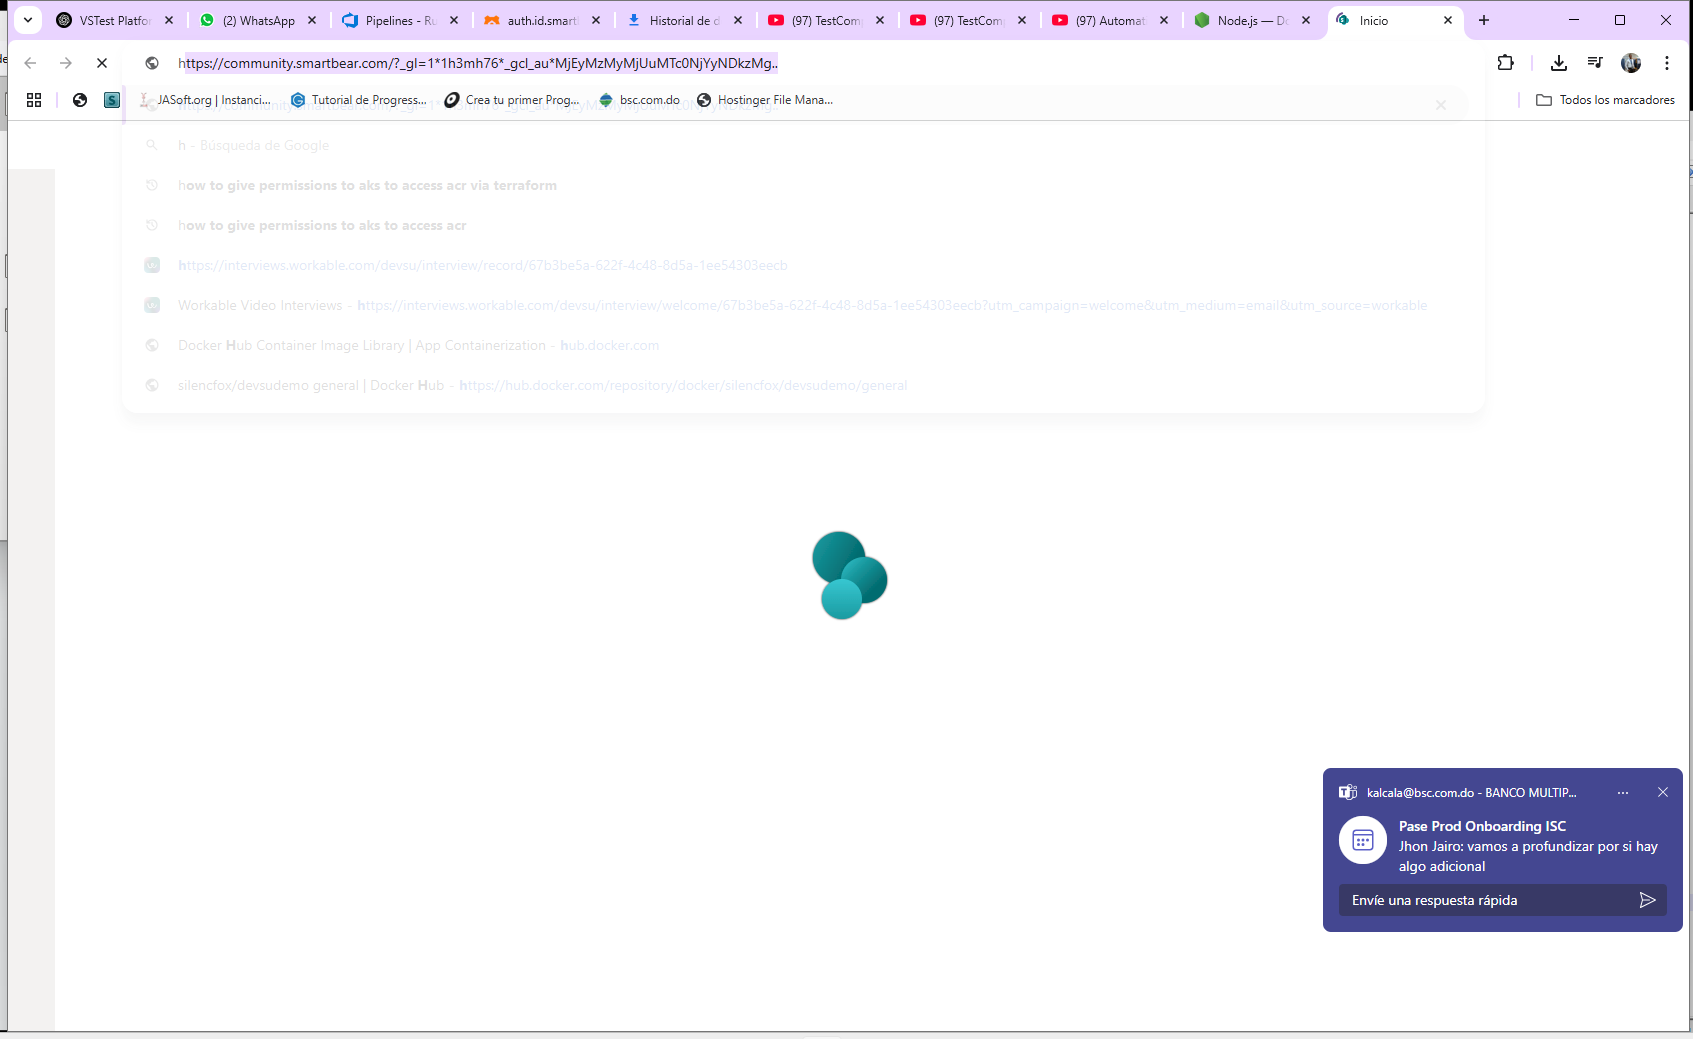 VSTest Platfor
(2) WhatsApp
Pipelines - Ru
auth.id.smart
Historial de d
(97) TestComp
(97) TestComp
(97) Automat
Node.js — Do
Inicio
https://community.smartbear.com/?_gl=1*1h3mh76*_gcl_au*MjEyMzMyMjUuMTc0NjYyNDkzMg..
JASoft.org | Instanci...
Tutorial de Progress...
Crea tu primer Prog...
bsc.com.do
Hostinger File Mana...
Todos los marcadores
h - Búsqueda de Google
how to give permissions to aks to access acr via terraform
how to give permissions to aks to access acr
https://interviews.workable.com/devsu/interview/record/67b3be5a-622f-4c48-8d5a-1ee54303eecb
Workable Video Interviews - https://interviews.workable.com/devsu/interview/welcome/67b3be5a-622f-4c48-8d5a-1ee54303eecb?utm_campaign=welcome&utm_medium=email&utm_source=workable
Docker Hub Container Image Library | App Containerization - hub.docker.com
silencfox/devsudemo general | Docker Hub - https://hub.docker.com/repository/docker/silencfox/devsudemo/general
kalcala@bsc.com.do - BANCO MULTIP...
Pase Prod Onboarding ISC
Jhon Jairo: vamos a profundizar por si hay
algo adicional
Envíe una respuesta rápida